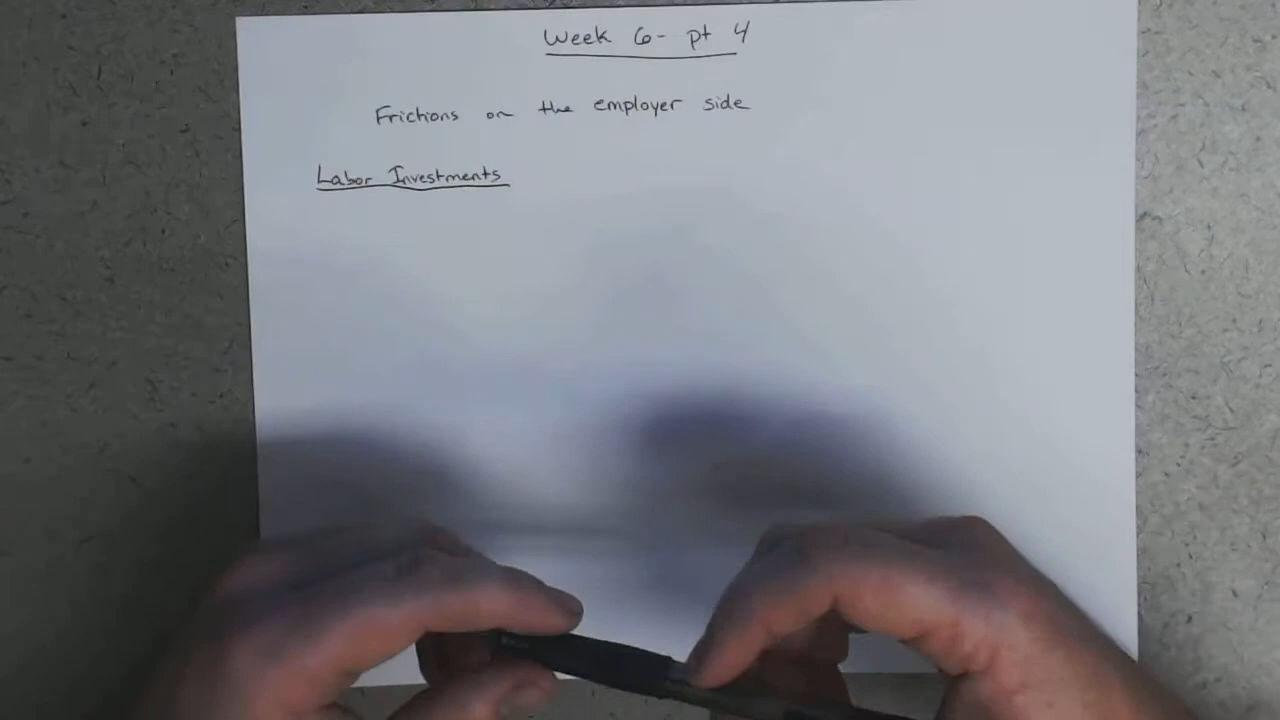 Week 6- pt 4
Frictions on the employer side
Labor Investments